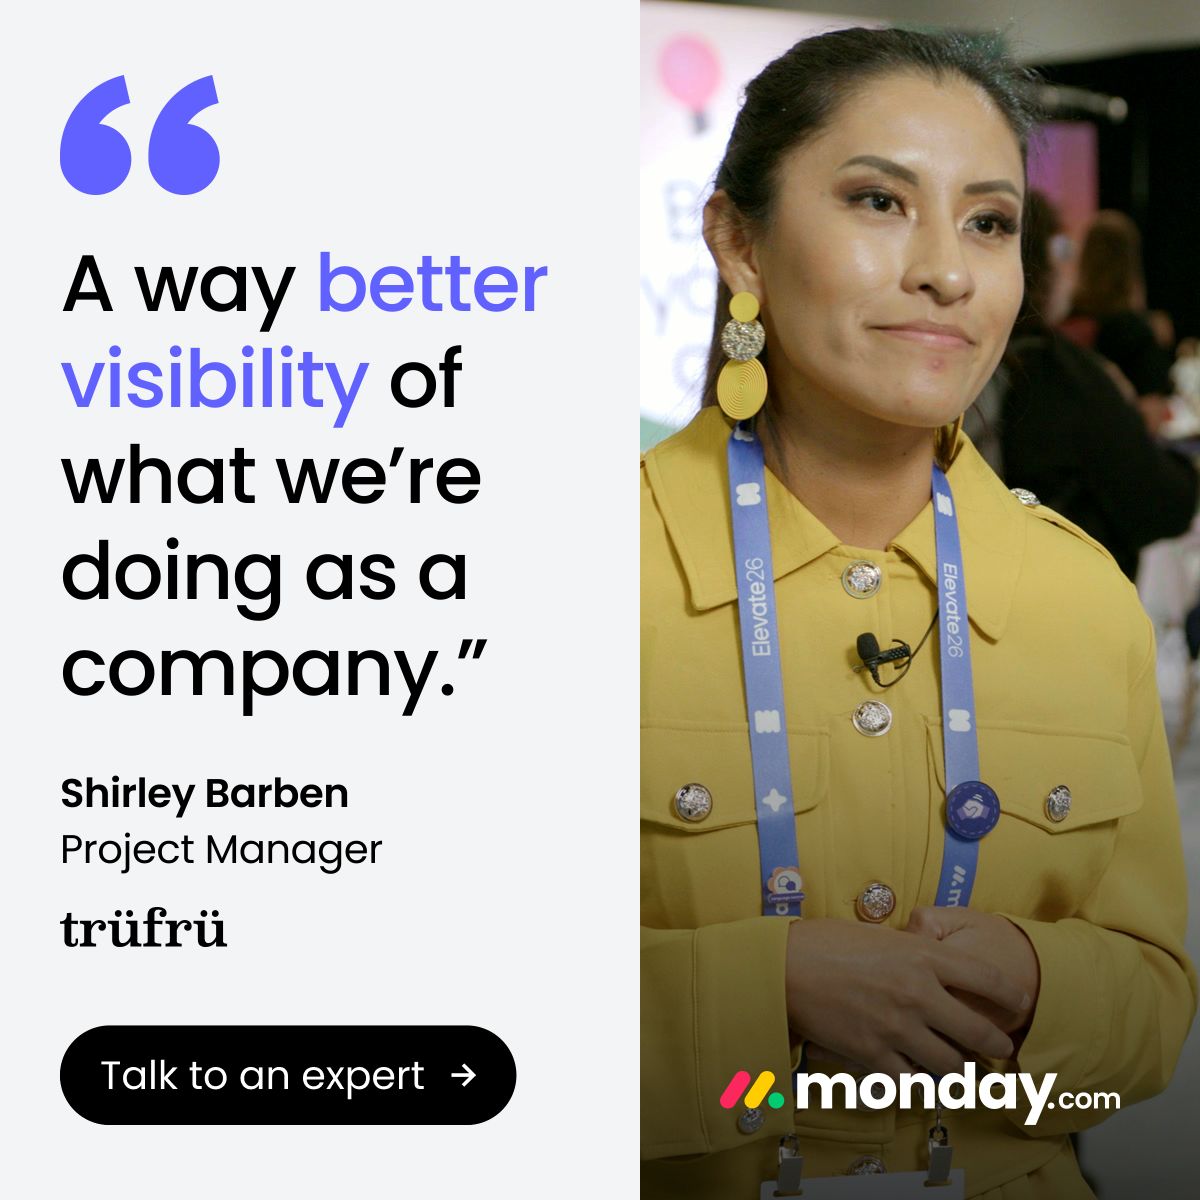 “
A way better
visibility of
what we’re
doing as a
company.”
Shirley Barben
Project Manager
trüfrü
Talk to an expert →
Elevate26
Elevate26
monday.com